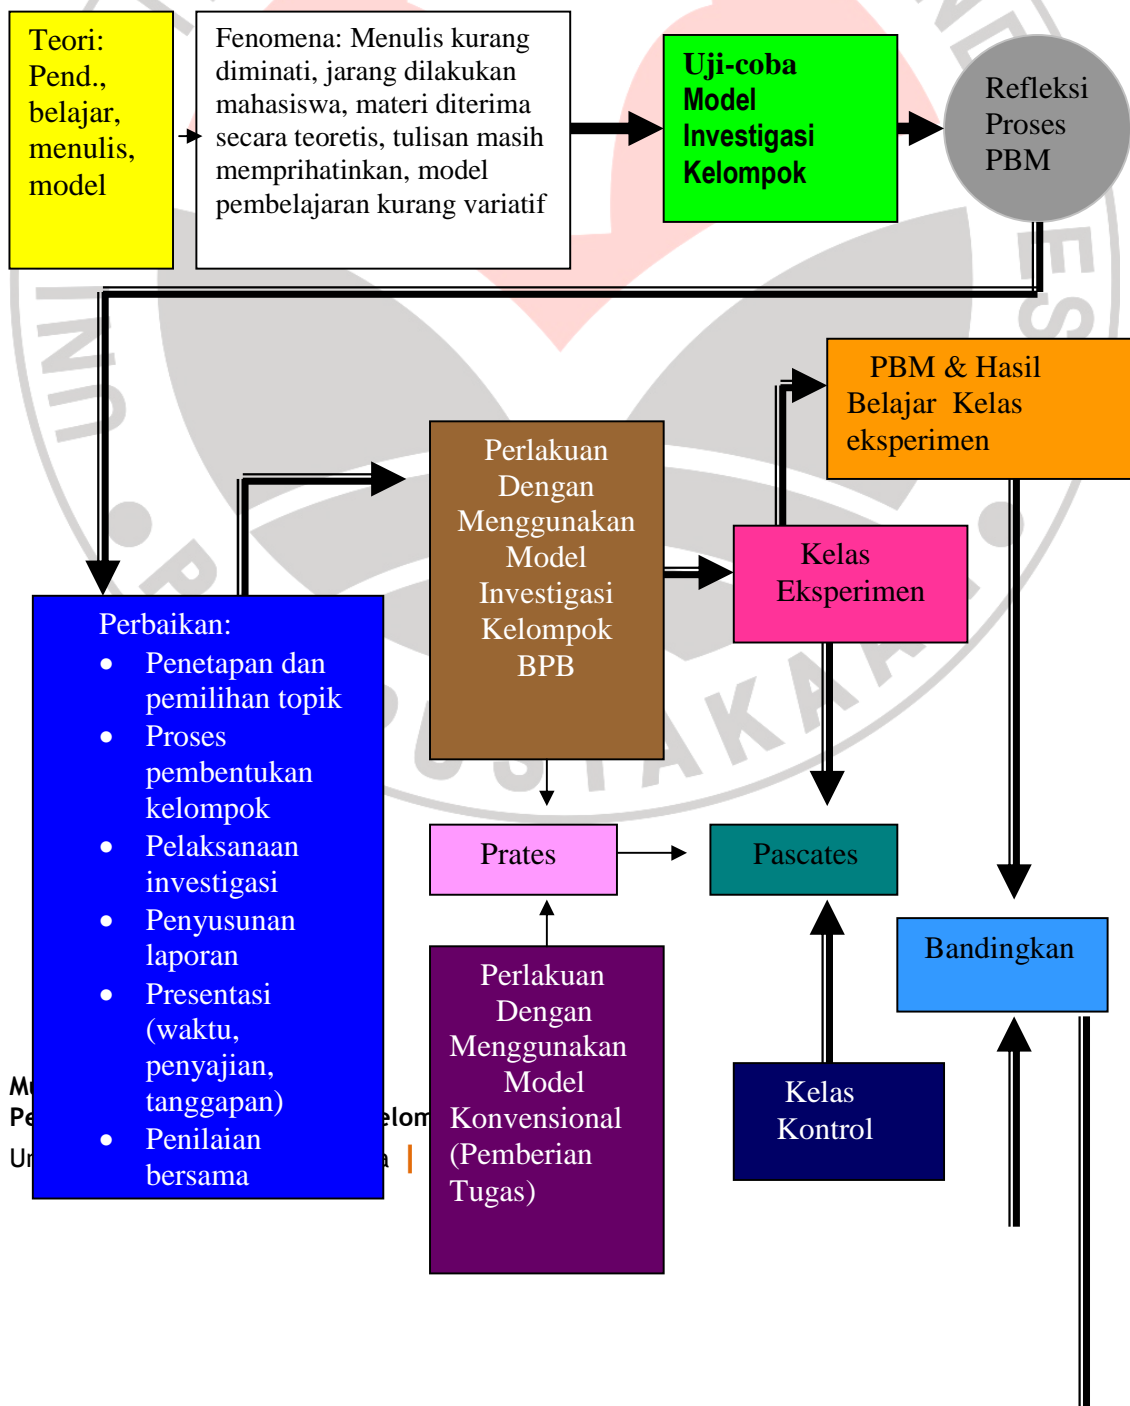 Teori:
Pend.,
belajar,
menulis,
model
Fenomena: Menulis kurang
diminati, jarang dilakukan
mahasiswa, materi diterima
secara teoretis, tulisan masih
memprihatinkan, model
pembelajaran kurang variatif
Uji-coba
Model
Investigasi
Kelompok
Refleksi
Proses
PBM
PBM & Hasil
Belajar Kelas
eksperimen
Perlakuan
Dengan
Menggunakan
Model
Investigasi
Kelompok
BPB
Kelas
Eksperimen
Perbaikan:
• Penetapan dan
pemilihan topik
• Proses
pembentukan
kelompok
• Pelaksanaan
investigasi
• Penyusunan
laporan
• Presentasi
(waktu,
penyajian,
tanggapan)
• Penilaian
bersama
Prates
Pascates
Bandingkan
Perlakuan
Dengan
Menggunakan
Model
Konvensional
(Pemberian
Tugas)
Kelas
Kontrol